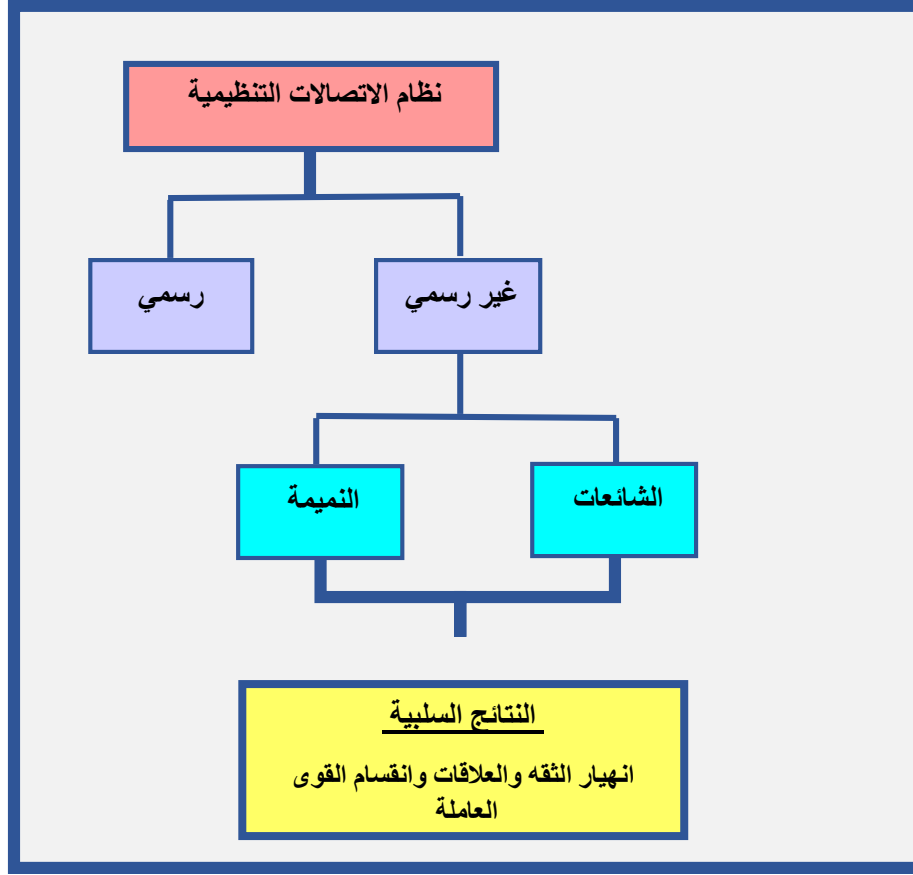 نظام الاتصالات التنظيمية
غير رسمي
رسمي
الشائعات
النميمة
النتائج السلبية
انهيار الثقه والعلاقات وانقسام القوى
العاملة